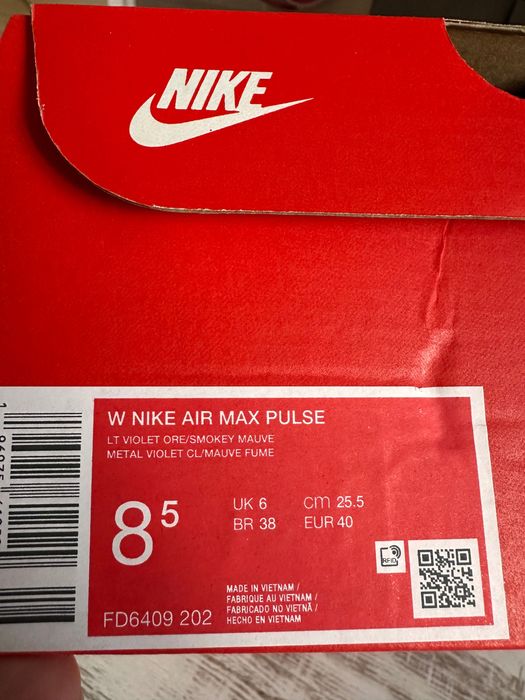 NIKE
W NIKE AIR MAX PULSE
LT VIOLET ORE/SMOKEY MAUVE
METAL VIOLET CL/MAUVE FUME
8 5
UK 6 cm 25.5
BR 38 EUR 40
RFID
MADE IN VIETNAM /
FABRIQUE AU VIETNAM /
FABRICADO NO VIETNÃ /
HECHO EN VIETNAM
FD6409 202